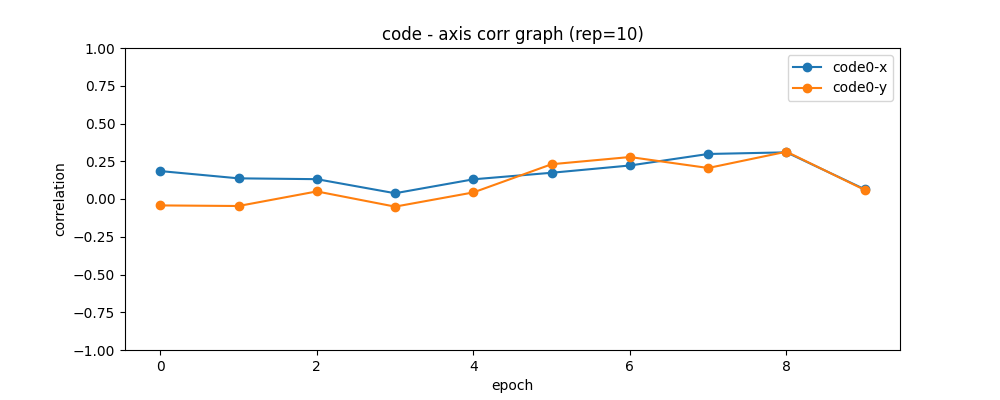 code - axis corr graph (rep=10)
1.00
0.75
0.50
0.25
0.00
−0.25
−0.50
−0.75
−1.00
correlation
code0-x
code0-y
0 2 4 6 8
epoch